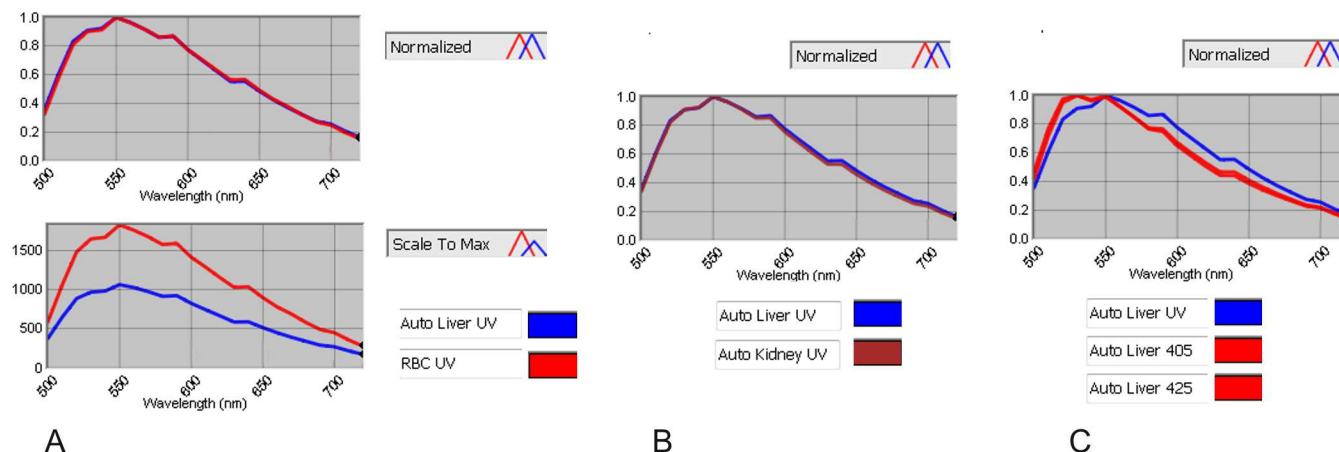 1.0
0.8
0.6
0.4
0.2
0.0
500 550 600 650 700
Wavelength (nm)
Normalized
1500
1000
500
0
500 550 600 650 700
Wavelength (nm)
Scale To Max
Auto Liver UV
RBC UV
A
Normalized
1.0
0.8
0.6
0.4
0.2
0.0
500 550 600 650 700
Wavelength (nm)
Auto Liver UV
Auto Kidney UV
B
Normalized
1.0
0.8
0.6
0.4
0.2
0.0
500 550 600 650 700
Wavelength (nm)
Auto Liver UV
Auto Liver 405
Auto Liver 425
C